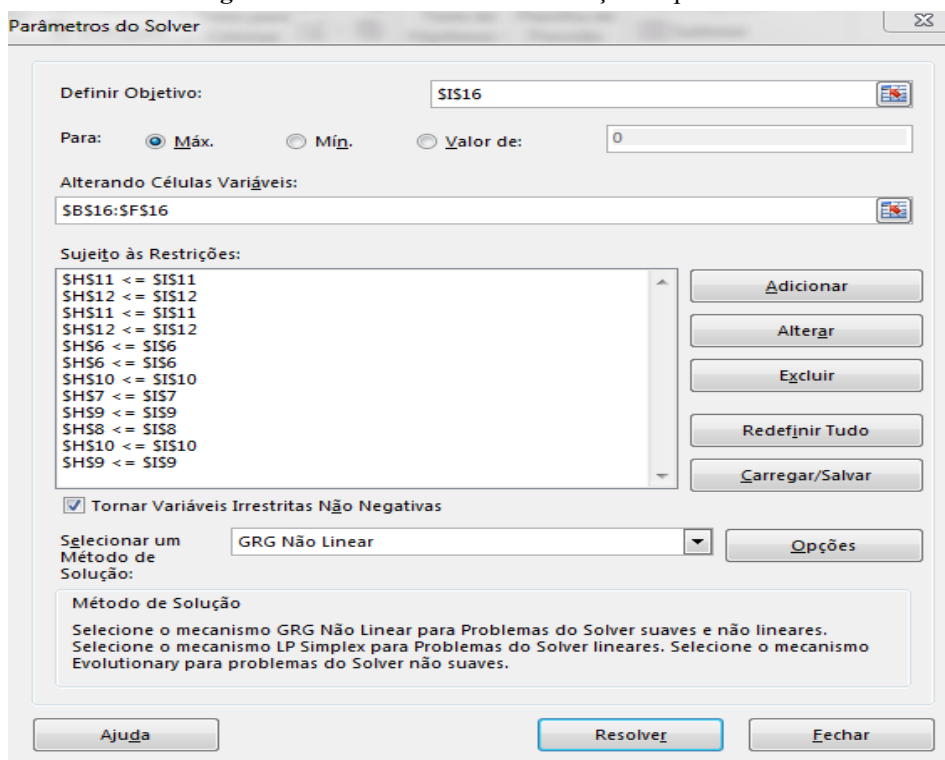 Parâmetros do Solver
Definir Objetivo: $I$16
Para: Máx. Mín. Valor de: 0
Alterando Células Variáveis:
$B$16:$F$16
Sujeito às Restrições:
$H$11 <= $I$11
$H$12 <= $I$12
$H$11 <= $I$11
$H$12 <= $I$12
$H$6 <= $I$6
$H$6 <= $I$6
$H$10 <= $I$10
$H$7 <= $I$7
$H$9 <= $I$9
$H$8 <= $I$8
$H$10 <= $I$10
$H$9 <= $I$9
Adicionar
Alterar
Excluir
Redefinir Tudo
Carregar/Salvar
Tornar Variáveis Irrestritas Não Negativas
Selecionar um
Método de
Solução:
GRG Não Linear
Opções
Método de Solução
Selecione o mecanismo GRG Não Linear para Problemas do Solver suaves e não lineares.
Selecione o mecanismo LP Simplex para Problemas do Solver lineares. Selecione o mecanismo
Evolutionary para problemas do Solver não suaves.
Ajuda
Resolver
Fechar